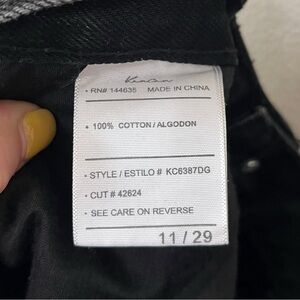 KanCan
• RN# 144635 MADE IN CHINA
• 100% COTTON / ALGODON
• STYLE / ESTILO # KC6387DG
• CUT # 42624
• SEE CARE ON REVERSE
11 / 29